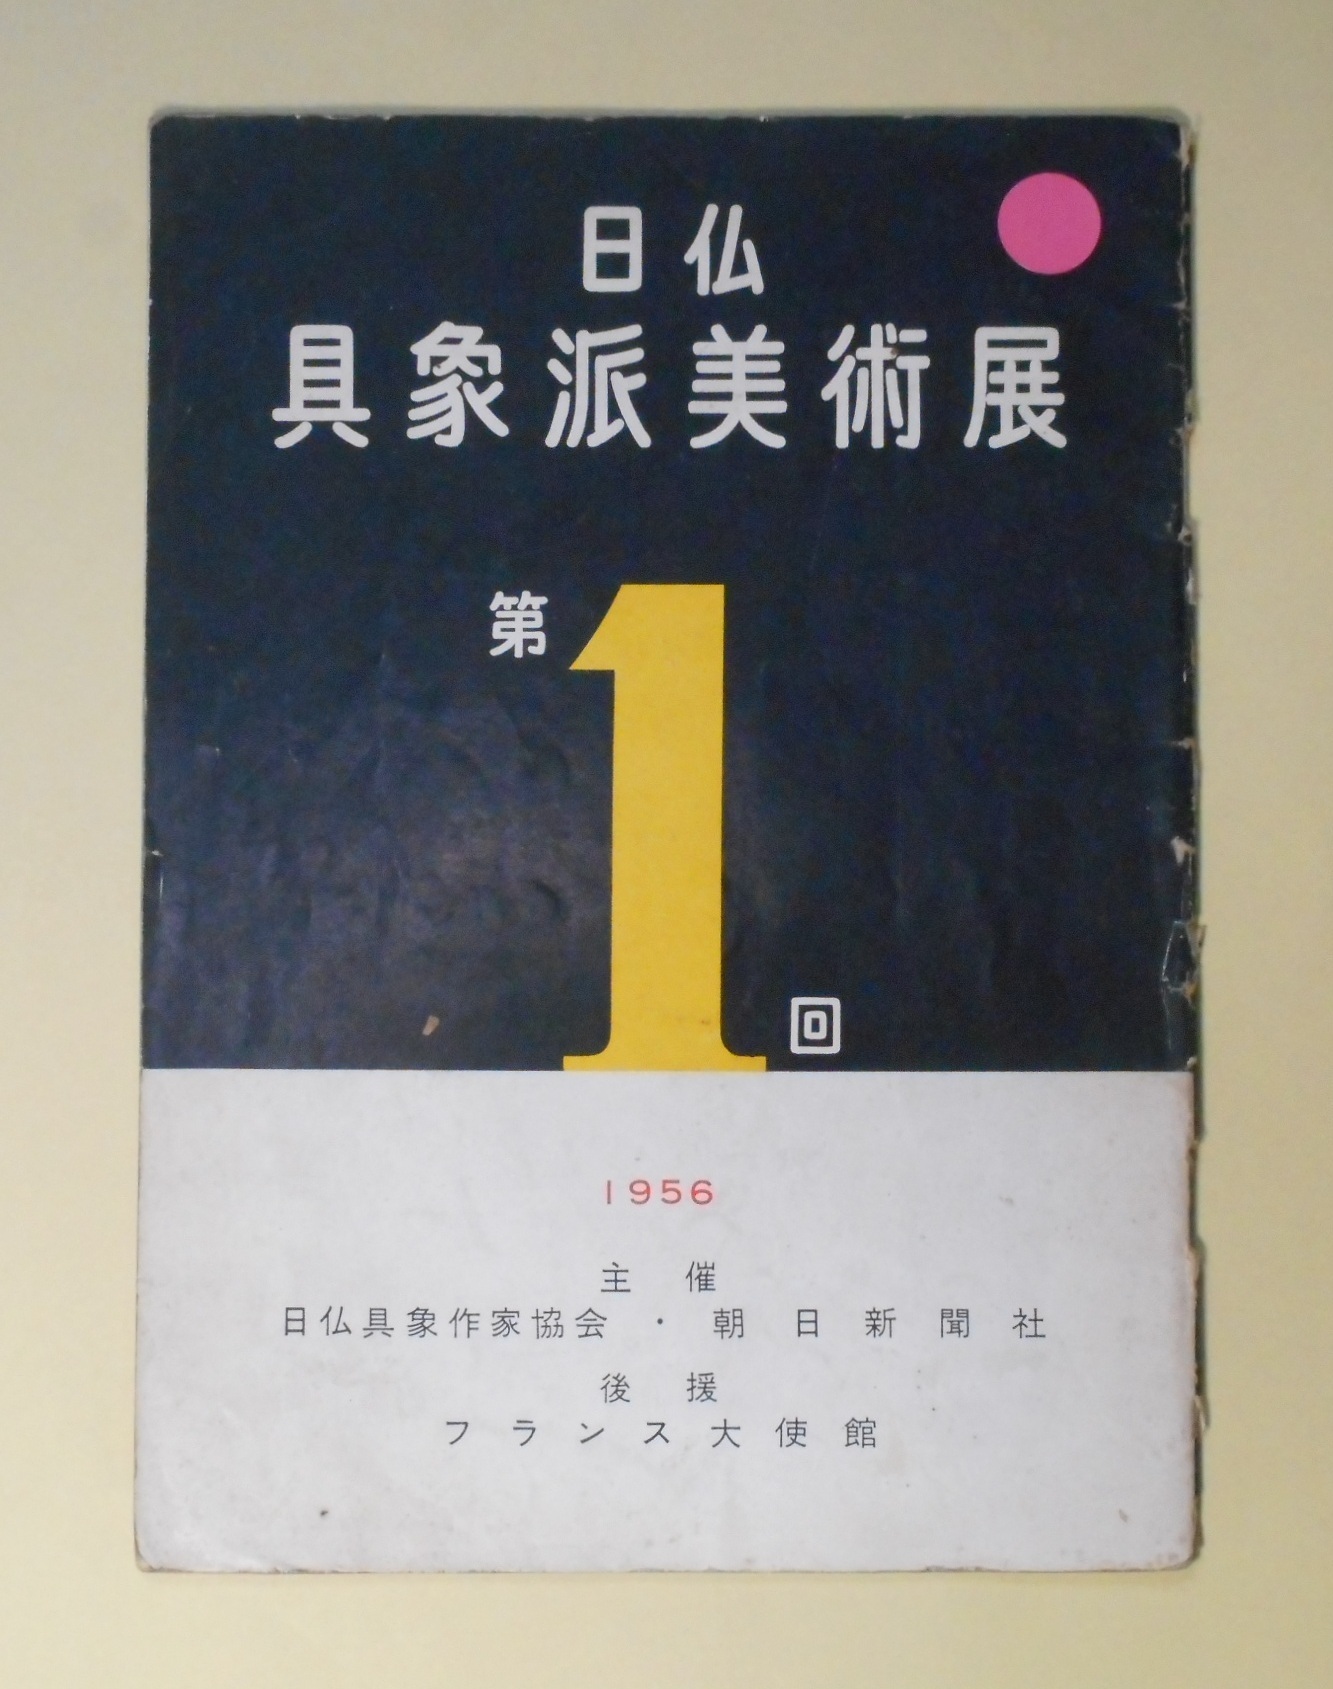 日仏
具象派美術展
第1回
1956
主催
日仏具象作家協会・朝日新聞社
後援
フランス大使館